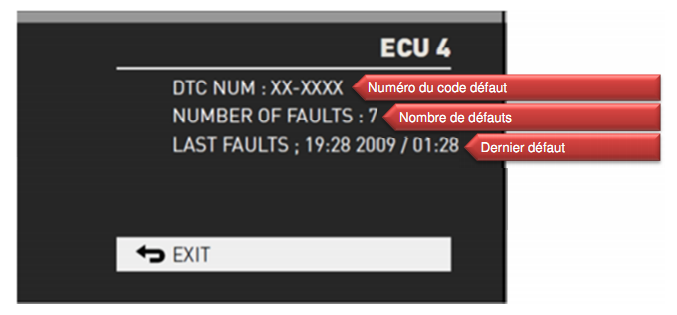 ECU 4
DTC NUM : XX-XXXX Numéro du code défaut
NUMBER OF FAULTS : 7 Nombre de défauts
LAST FAULTS ; 19:28 2009 / 01:28 Dernier défaut
EXIT